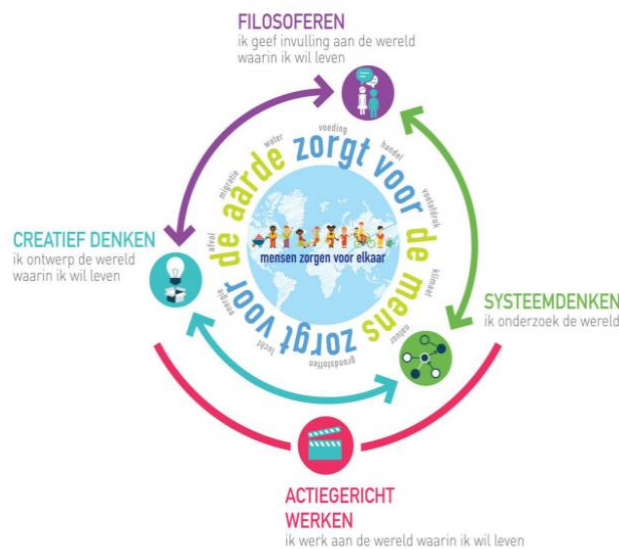 FILOSOFEREN
ik geef invulling aan de wereld
waarin ik wil leven
de aarde zorgt voor de mens zorgt voor
voeding
handel
voetafdruk
klimaat
natuur
grondstoffen
lucht
energie
afval
migratie
water
mensen zorgen voor elkaar
CREATIEF DENKEN
ik ontwerp de wereld
waarin ik wil leven
SYSTEEMDENKEN
ik onderzoek de wereld
ACTIEGERICHT
WERKEN
ik werk aan de wereld waarin ik wil leven